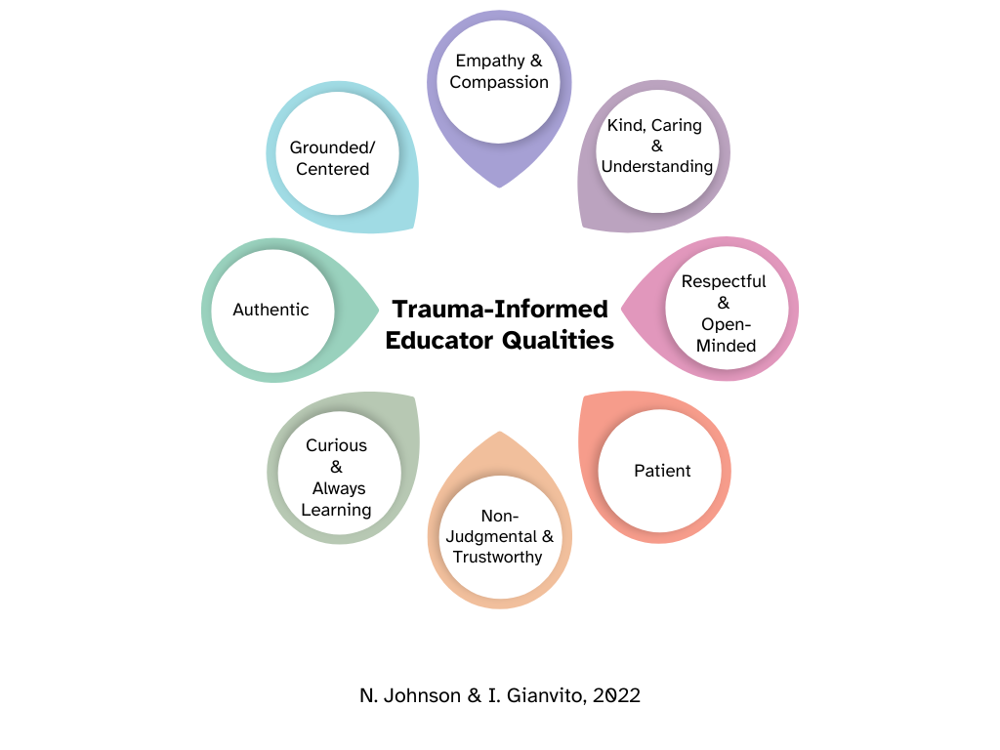 Empathy &
Compassion
Kind, Caring
&
Understanding
Respectful
&
Open-
Minded
Patient
Non-
Judgmental &
Trustworthy
Curious
&
Always
Learning
Authentic
Grounded/
Centered
Trauma-Informed
Educator Qualities
N. Johnson & I. Gianvito, 2022